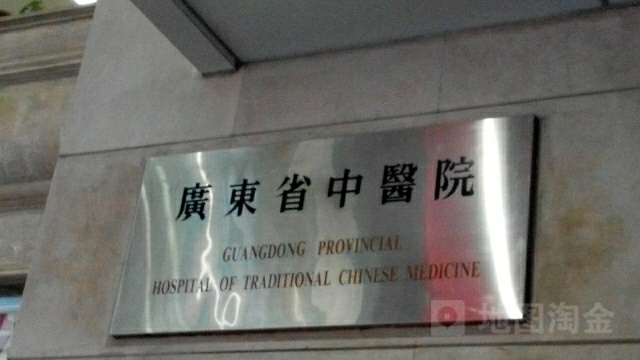 廣東省中醫院
GUANGDONG PROVINCIAL
HOSPITAL OF TRADITIONAL CHINESE MEDICINE
地图淘金